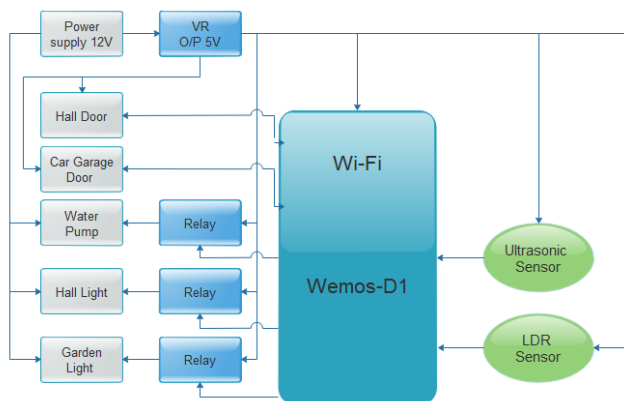 Power
supply 12V
VR
O/P 5V
Hall Door
Car Garage
Door
Water
Pump
Relay
Hall Light
Relay
Garden
Light
Relay
Wi-Fi
Wemos-D1
Ultrasonic
Sensor
LDR
Sensor